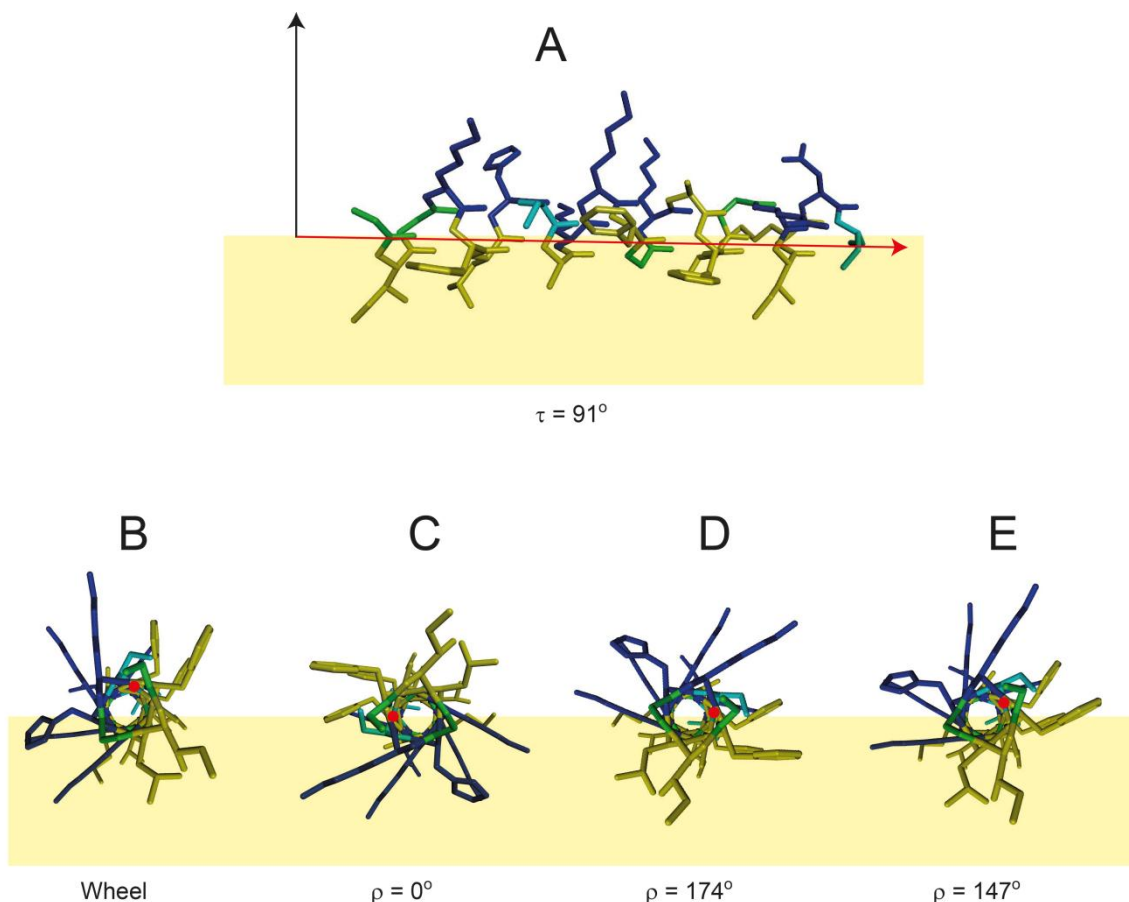 A
τ = 91°
B C D E
Wheel ρ = 0° ρ = 174° ρ = 147°